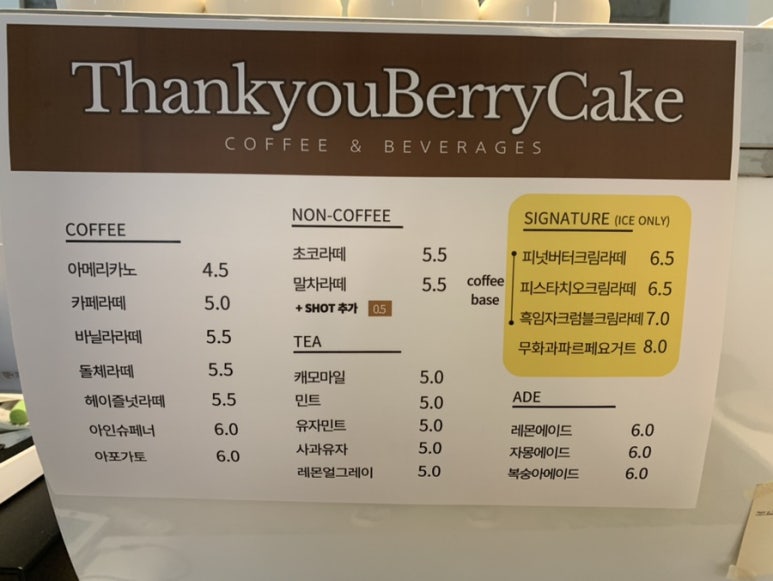 ThankyouBerryCake
COFFEE & BEVERAGES
COFFEE
아메리카노 4.5
카페라떼 5.0
바닐라라떼 5.5
돌체라떼 5.5
헤이즐넛라떼 5.5
아인슈페너 6.0
아포가토 6.0
NON-COFFEE
초코라떼 5.5
말차라떼 5.5
+ SHOT 추가 0.5
TEA
캐모마일 5.0
민트 5.0
유자민트 5.0
사과유자 5.0
레몬얼그레이 5.0
SIGNATURE (ICE ONLY)
coffee
base
피넛버터크림라떼 6.5
피스타치오크림라떼 6.5
흑임자크럼블크림라떼 7.0
무화과파르페요거트 8.0
ADE
레몬에이드 6.0
자몽에이드 6.0
복숭아에이드 6.0